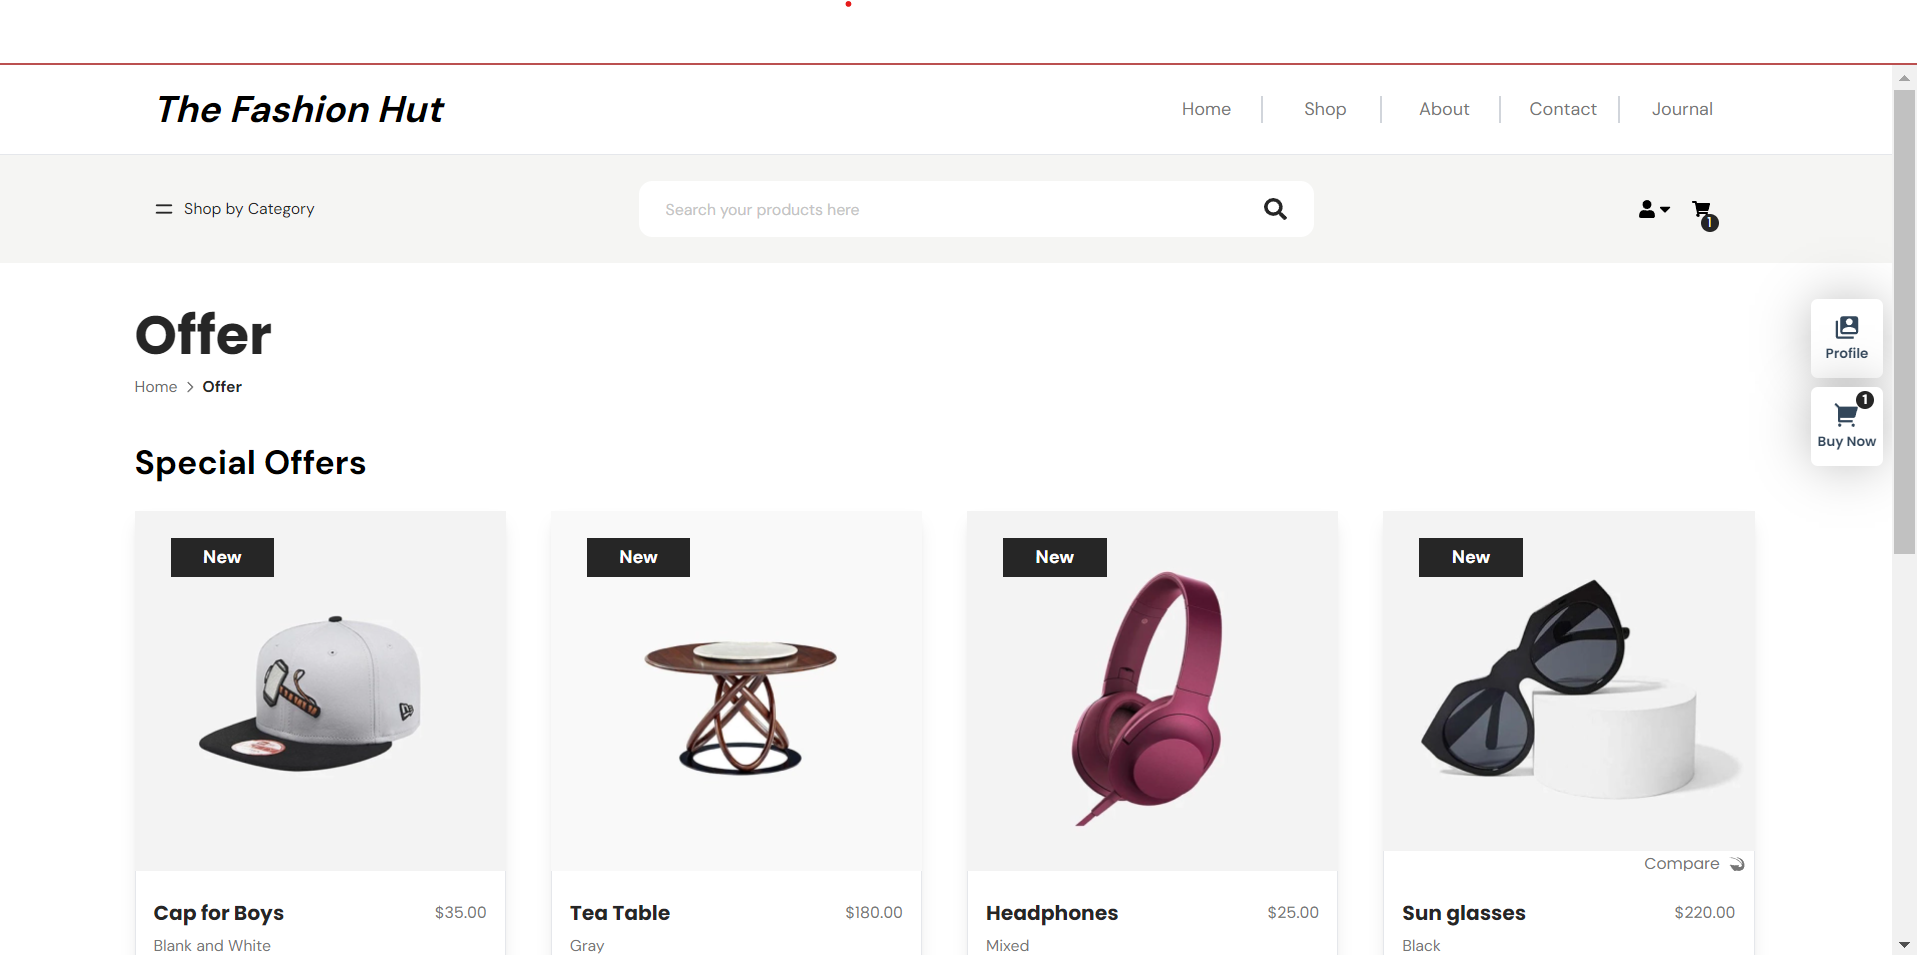 The Fashion Hut
Home
Shop
About
Contact
Journal
Shop by Category
Search your products here
1
Offer
Home > Offer
Profile
1
Buy Now
Special Offers
New
New
New
New
Compare
Cap for Boys
$35.00
Blank and White
Tea Table
$180.00
Gray
Headphones
$25.00
Mixed
Sun glasses
$220.00
Black